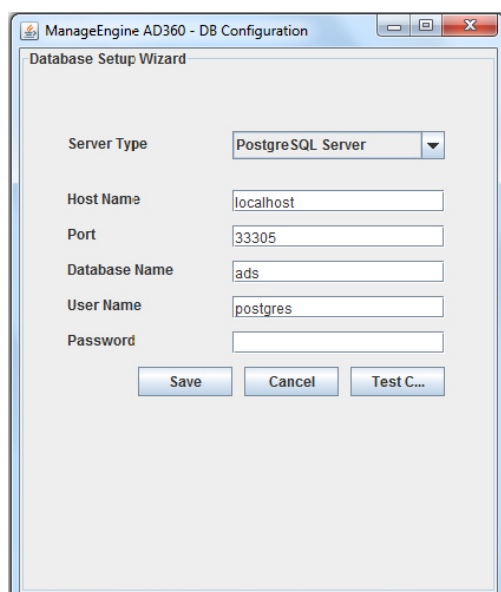 ManageEngine AD360 - DB Configuration
Database Setup Wizard
Server Type PostgreSQL Server
Host Name localhost
Port 33305
Database Name ads
User Name postgres
Password
Save Cancel Test C...